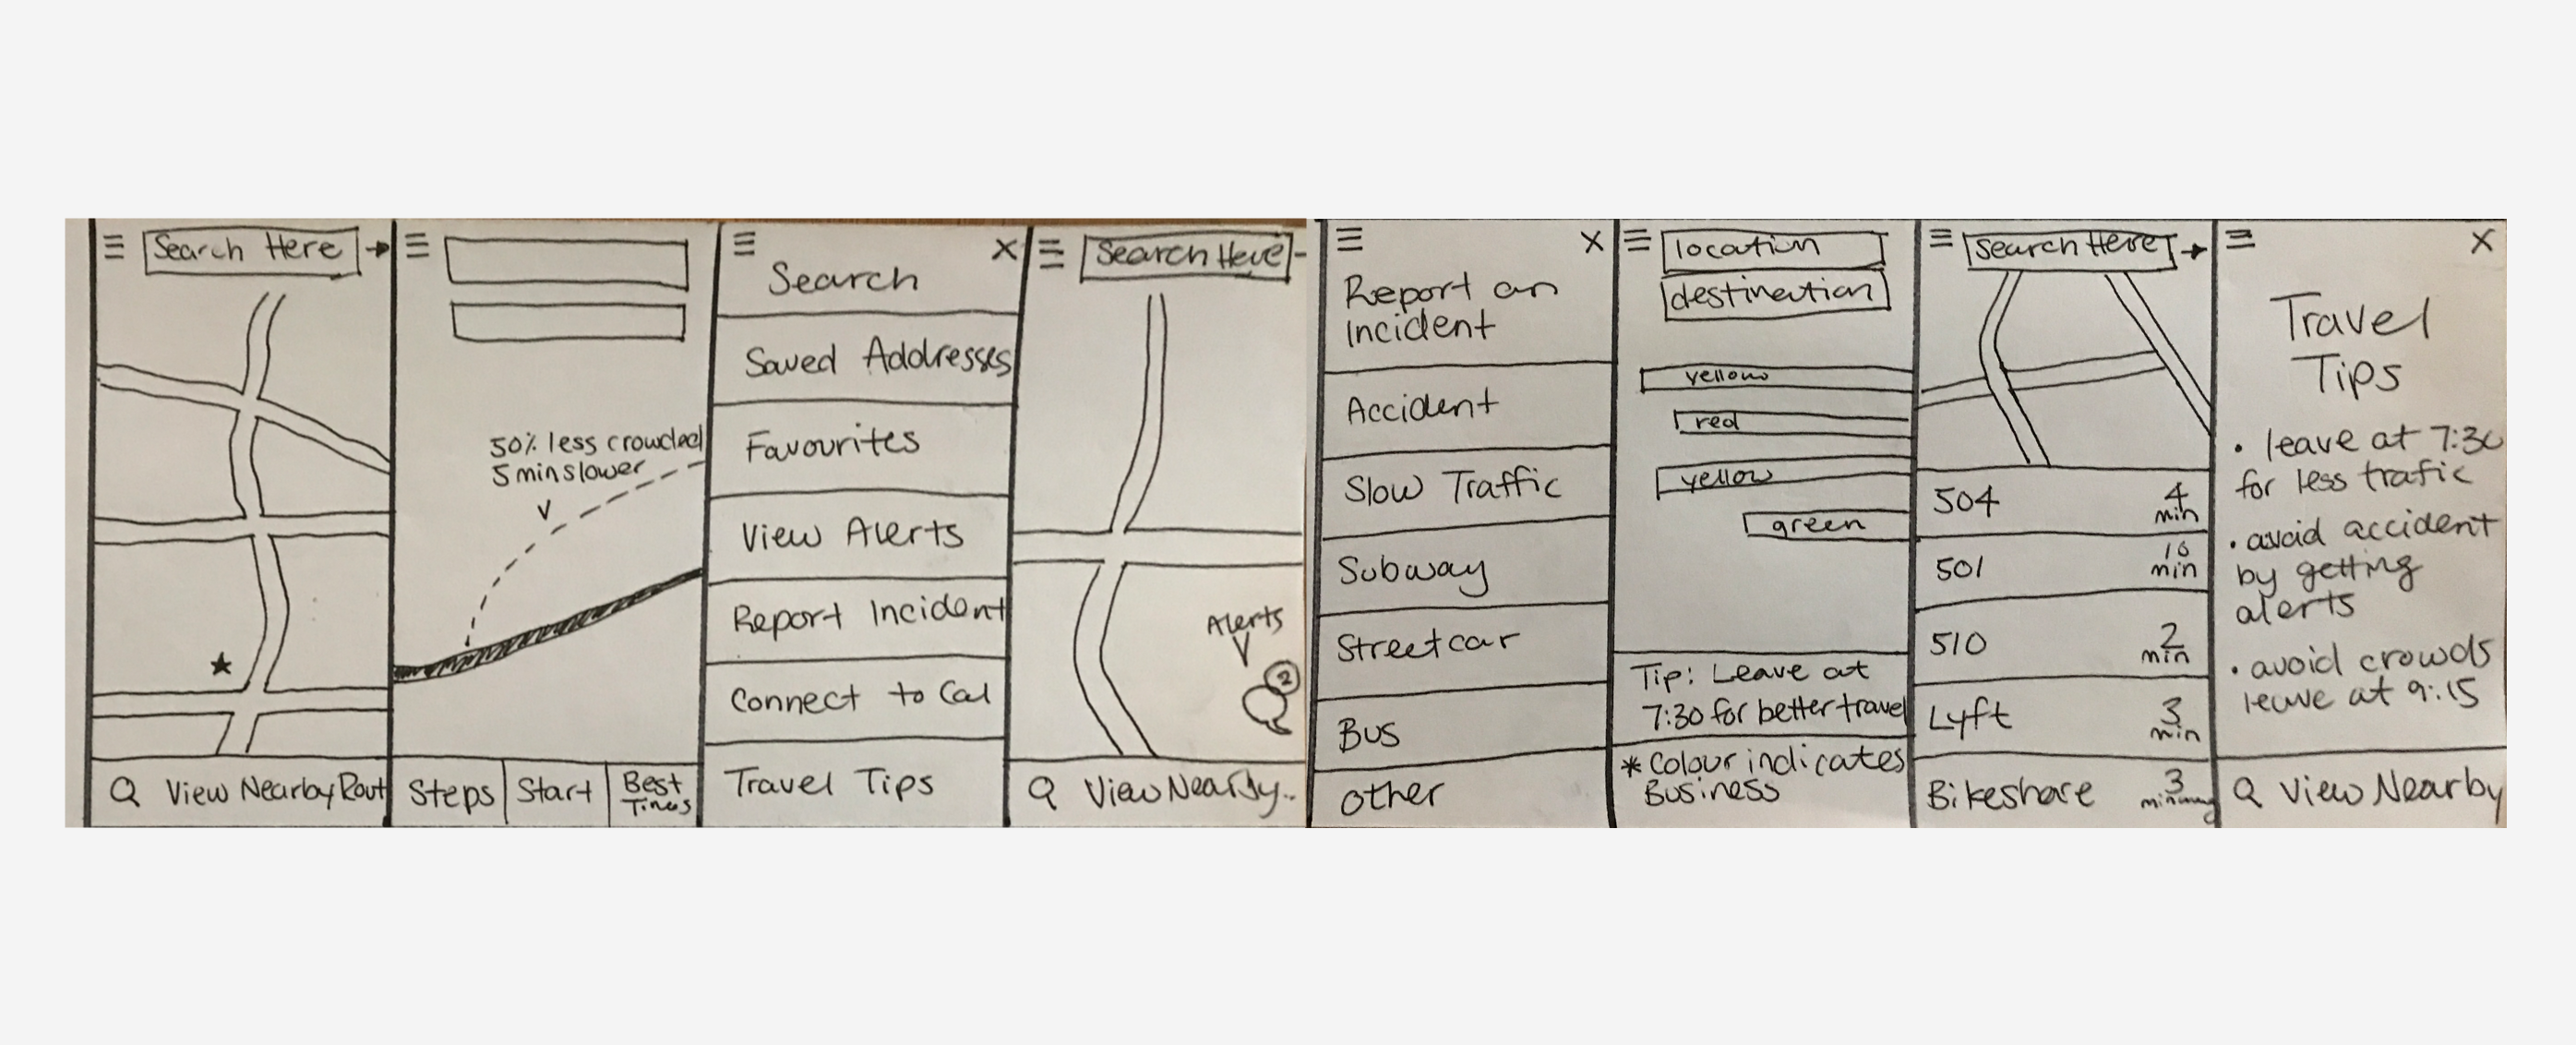 Search Here
Q View Nearby Rout
50% less crowded
5 min slower
Steps
Start
Best
Times
Search
Saved Addresses
Favourites
View Alerts
Report Incident
Connect to Cal
Travel Tips
Search Here
Alerts
2
Q View Nearby..
Report an
Incident
Accident
Slow Traffic
Subway
Streetcar
Bus
Other
location
destination
yellow
red
yellow
green
Tip: Leave at
7:30 for better travel
* Colour indicates
Business
Search Here
504 4 min
501 10 min
510 2 min
Lyft 3 min
Bikeshare 3 min
Travel
Tips
• leave at 7:30
for less trafic
• avoid accident
by getting
alerts
• avoid crowds
leave at 9:15
Q View Nearby